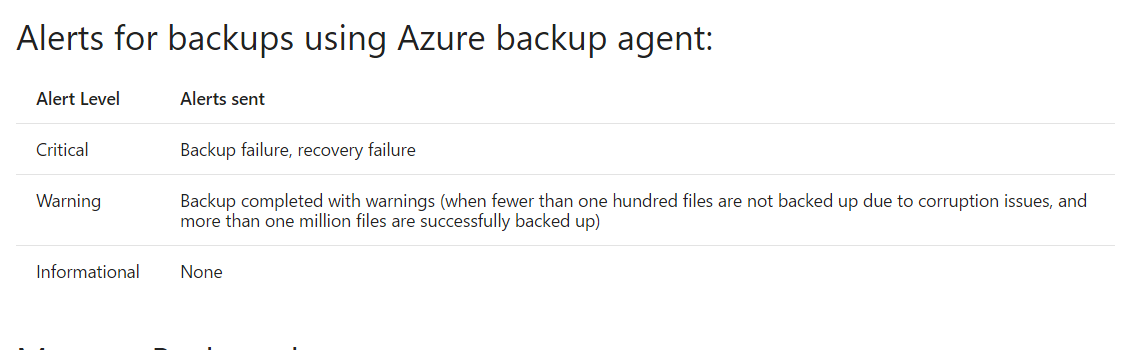 Alerts for backups using Azure backup agent:
Alert Level Alerts sent
Critical Backup failure, recovery failure
Warning Backup completed with warnings (when fewer than one hundred files are not backed up due to corruption issues, and
more than one million files are successfully backed up)
Informational None